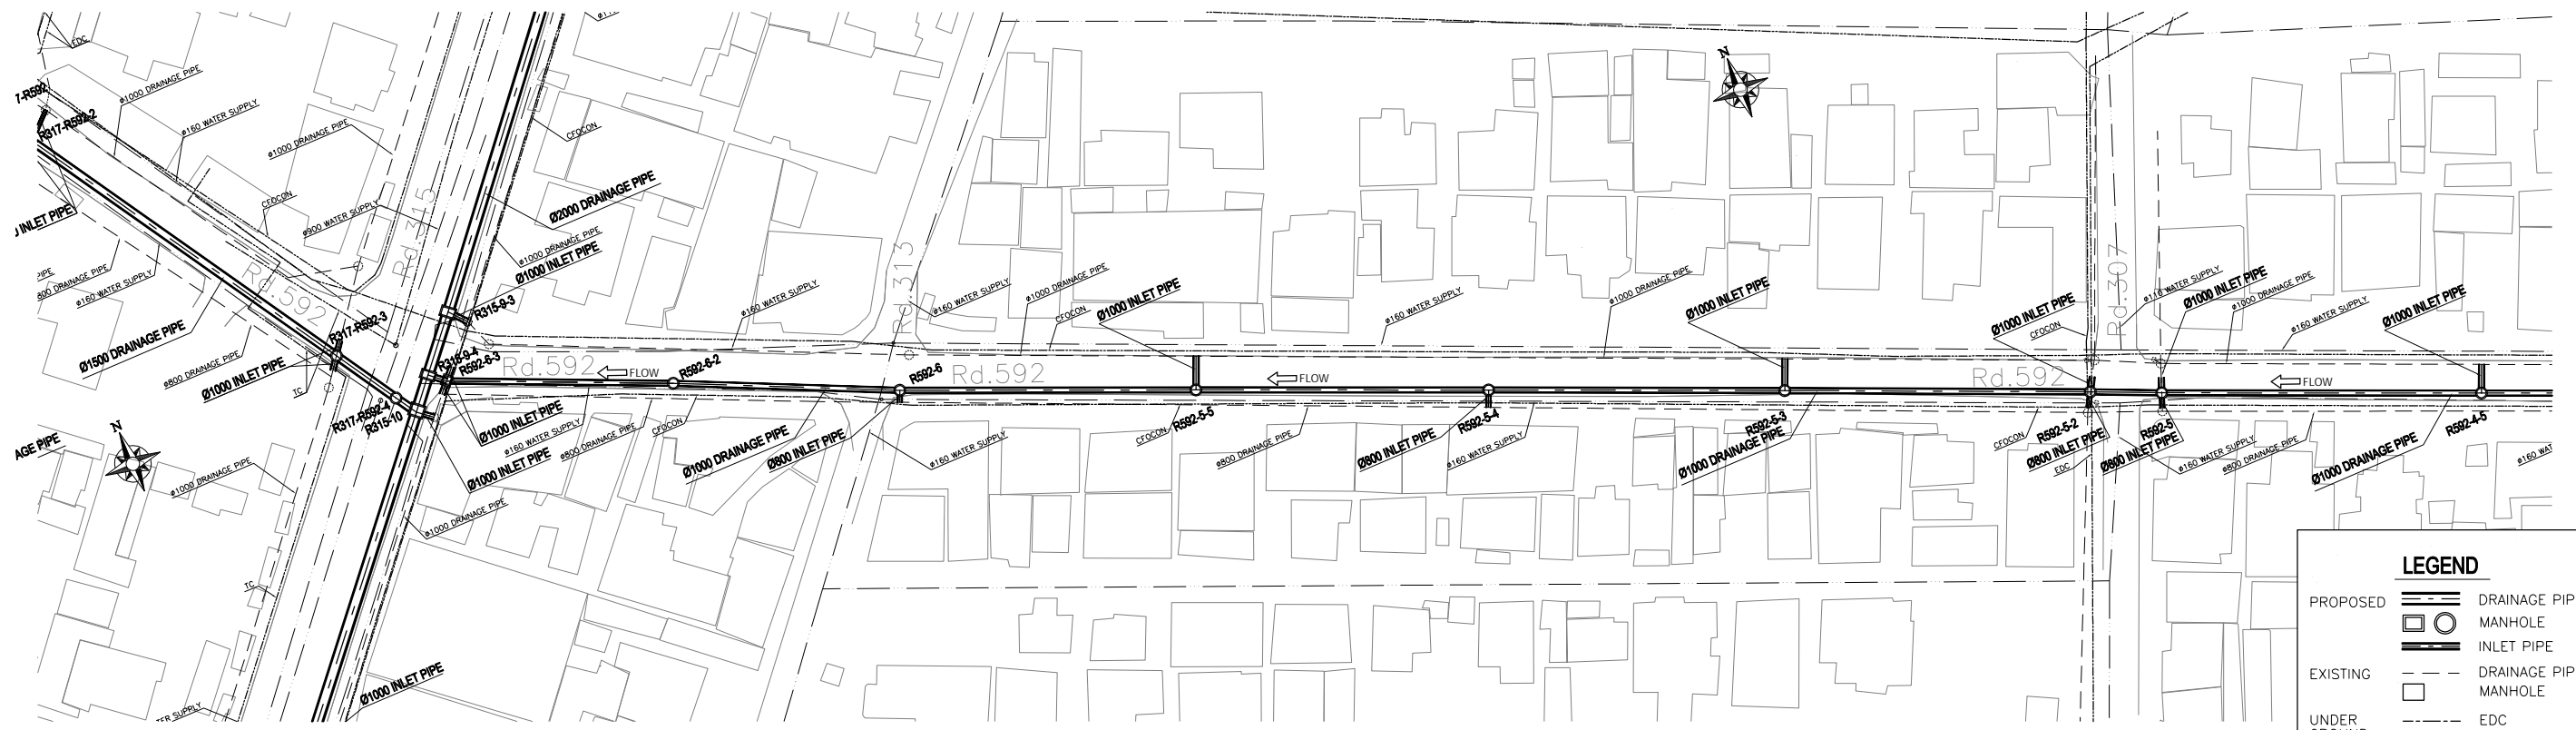 EDC
ø1000 DRAINAGE PIPE
ø160 WATER SUPPLY
ø1000 DRAINAGE PIPE
R317-R592-2
7-R592
CFOCON
ø900 WATER SUPPLY
INLET PIPE
ø800 DRAINAGE PIPE
ø160 WATER SUPPLY
Rd.592
Rd.315
Ø1500 DRAINAGE PIPE
ø800 DRAINAGE PIPE
Ø1000 INLET PIPE
TC
R317-R592-3
R317-R592-4
R315-10
R315-9-4
R592-6-3
R315-9-3
CFOCON
Ø2000 DRAINAGE PIPE
ø1000 DRAINAGE PIPE
Ø1000 INLET PIPE
N
AGE PIPE
ø1000 DRAINAGE PIPE
TC
TER SUPPLY
Ø1000 INLET PIPE
ø1000 DRAINAGE PIPE
Ø1000 INLET PIPE
Ø1000 INLET PIPE
ø160 WATER SUPPLY
ø800 DRAINAGE PIPE
CFOCON
Rd.592
FLOW
R592-6-2
ø160 WATER SUPPLY
Ø1000 DRAINAGE PIPE
Ø800 INLET PIPE
Rd.313
R592-6
Rd.592
ø160 WATER SUPPLY
ø160 WATER SUPPLY
ø1000 DRAINAGE PIPE
CFOCON
Ø1000 INLET PIPE
CFOCON
R592-5-5
ø800 DRAINAGE PIPE
FLOW
ø160 WATER SUPPLY
Ø800 INLET PIPE
R592-5-4
ø160 WATER SUPPLY
ø1000 DRAINAGE PIPE
Ø1000 INLET PIPE
N
R592-5-3
Ø1000 DRAINAGE PIPE
Rd.592
Ø1000 INLET PIPE
CFOCON
CFOCON
R592-5-2
Ø800 INLET PIPE
EDC
Rd.307
R592-5
Ø800 INLET PIPE
ø110 WATER SUPPLY
Ø1000 INLET PIPE
ø1000 DRAINAGE PIPE
ø160 WATER SUPPLY
ø160 WATER SUPPLY
ø800 DRAINAGE PIPE
FLOW
Ø1000 INLET PIPE
Ø1000 DRAINAGE PIPE
R592-4-5
ø160 WAT
LEGEND
PROPOSED
DRAINAGE PIP
MANHOLE
INLET PIPE
EXISTING
DRAINAGE PIP
MANHOLE
UNDER
EDC